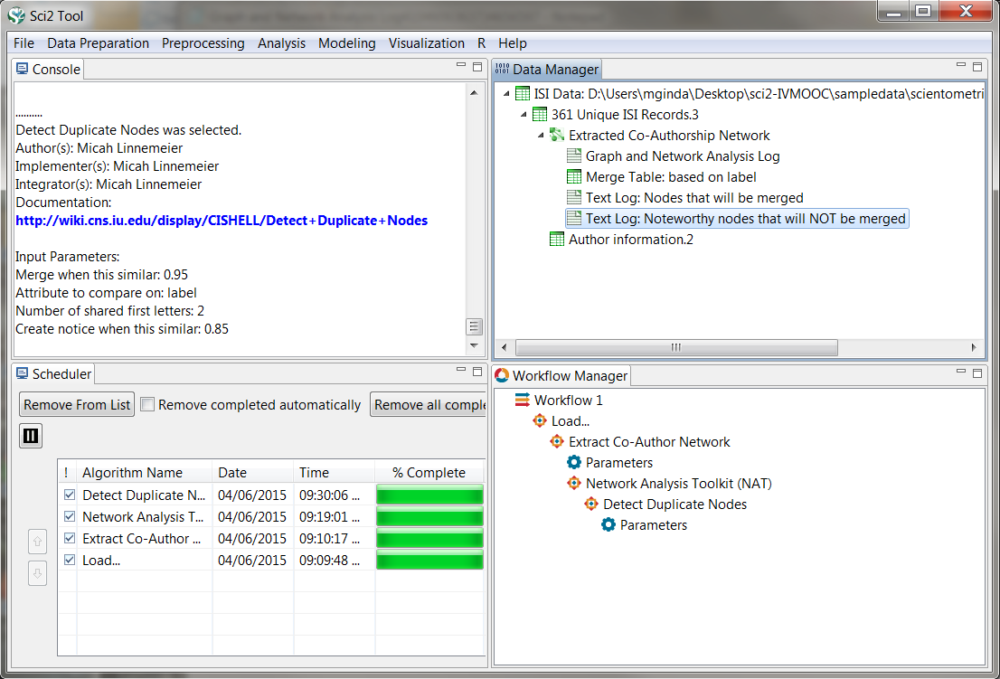 Sci2 Tool
File Data Preparation Preprocessing Analysis Modeling Visualization R Help
Console
..........
Detect Duplicate Nodes was selected.
Author(s): Micah Linnemeier
Implementer(s): Micah Linnemeier
Integrator(s): Micah Linnemeier
Documentation:
http://wiki.cns.iu.edu/display/CISHELL/Detect+Duplicate+Nodes
Input Parameters:
Merge when this similar: 0.95
Attribute to compare on: label
Number of shared first letters: 2
Create notice when this similar: 0.85
Data Manager
ISI Data: D:\Users\mginda\Desktop\sci2-IVMOOC\sampledata\scientometri
361 Unique ISI Records.3
Extracted Co-Authorship Network
Graph and Network Analysis Log
Merge Table: based on label
Text Log: Nodes that will be merged
Text Log: Noteworthy nodes that will NOT be merged
Author information.2
Scheduler
Remove From List Remove completed automatically Remove all comple
! Algorithm Name Date Time % Complete
Detect Duplicate N... 04/06/2015 09:30:06 ...
Network Analysis T... 04/06/2015 09:19:01 ...
Extract Co-Author ... 04/06/2015 09:10:17 ...
Load... 04/06/2015 09:09:48 ...
Workflow Manager
Workflow 1
Load...
Extract Co-Author Network
Parameters
Network Analysis Toolkit (NAT)
Detect Duplicate Nodes
Parameters